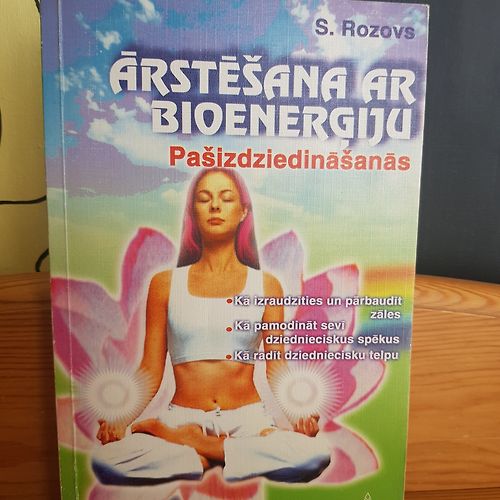 S. Rozovs
ĀRSTĒŠANA AR
BIOENERĢIJU
Pašizdziedināšanās
• Kā izraudzīties un pārbaudīt
zāles
• Kā pamodināt sevī
dziednieciskus spēkus
• Kā radīt dziedniecisku telpu